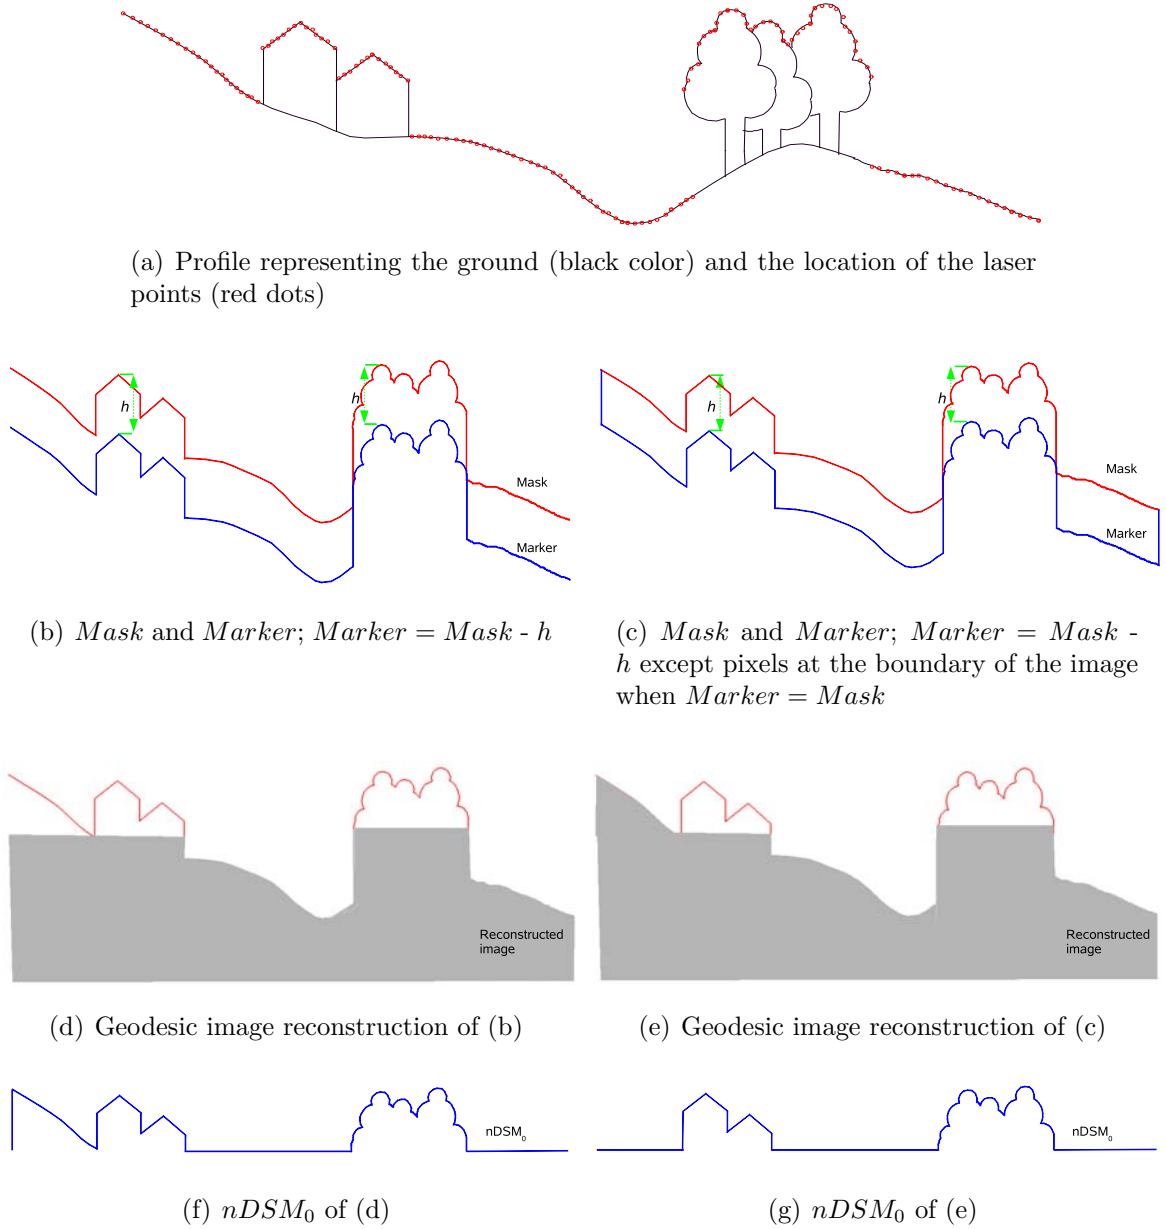 (a) Profile representing the ground (black color) and the location of the laser
points (red dots)
h
h
Mask
Marker
h
h
Mask
Marker
(b) Mask and Marker; Marker = Mask - h
(c) Mask and Marker; Marker = Mask -
h except pixels at the boundary of the image
when Marker = Mask
Reconstructed
image
Reconstructed
image
(d) Geodesic image reconstruction of (b)
(e) Geodesic image reconstruction of (c)
nDSM₀
nDSM₀
(f) nDSM₀ of (d)
(g) nDSM₀ of (e)